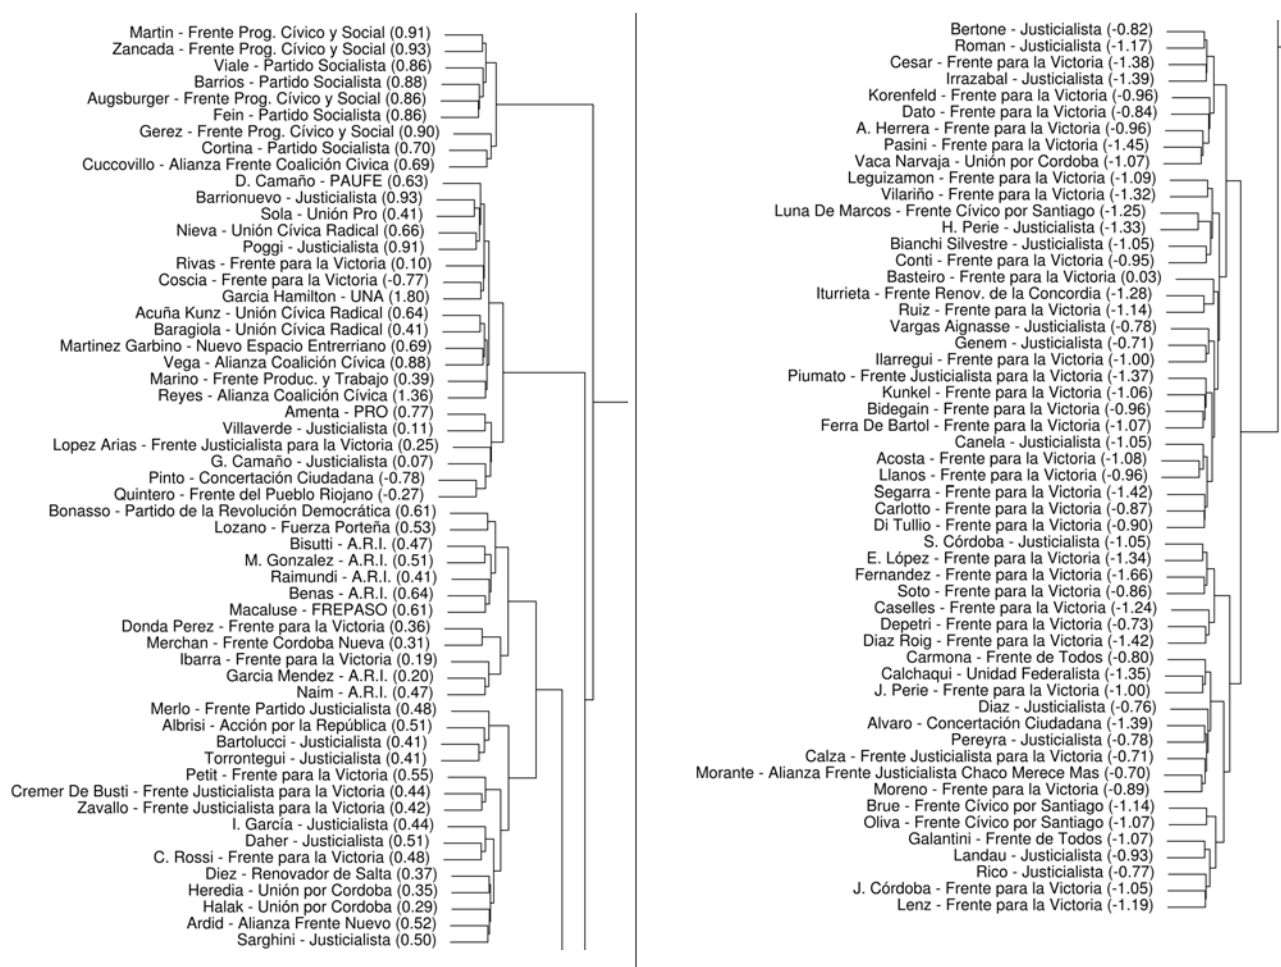 Martin - Frente Prog. Cívico y Social (0.91)
Zancada - Frente Prog. Cívico y Social (0.93)
Viale - Partido Socialista (0.86)
Barrios - Partido Socialista (0.88)
Augsburger - Frente Prog. Cívico y Social (0.86)
Fein - Partido Socialista (0.86)
Gerez - Frente Prog. Cívico y Social (0.90)
Cortina - Partido Socialista (0.70)
Cuccovillo - Alianza Frente Coalición Civica (0.69)
D. Camaño - PAUFE (0.63)
Barrionuevo - Justicialista (0.93)
Sola - Unión Pro (0.41)
Nieva - Unión Cívica Radical (0.66)
Poggi - Justicialista (0.91)
Rivas - Frente para la Victoria (0.10)
Coscia - Frente para la Victoria (-0.77)
Garcia Hamilton - UNA (1.80)
Acuña Kunz - Unión Cívica Radical (0.64)
Baragiola - Unión Cívica Radical (0.41)
Martinez Garbino - Nuevo Espacio Entrerriano (0.69)
Vega - Alianza Coalición Cívica (0.88)
Marino - Frente Produc. y Trabajo (0.39)
Reyes - Alianza Coalición Cívica (1.36)
Amenta - PRO (0.77)
Villaverde - Justicialista (0.11)
Lopez Arias - Frente Justicialista para la Victoria (0.25)
G. Camaño - Justicialista (0.07)
Pinto - Concertación Ciudadana (-0.78)
Quintero - Frente del Pueblo Riojano (-0.27)
Bonasso - Partido de la Revolución Democrática (0.61)
Lozano - Fuerza Porteña (0.53)
Bisutti - A.R.I. (0.47)
M. Gonzalez - A.R.I. (0.51)
Raimundi - A.R.I. (0.41)
Benas - A.R.I. (0.64)
Macaluse - FREPASO (0.61)
Donda Perez - Frente para la Victoria (0.36)
Merchan - Frente Cordoba Nueva (0.31)
Ibarra - Frente para la Victoria (0.19)
Garcia Mendez - A.R.I. (0.20)
Naim - A.R.I. (0.47)
Merlo - Frente Partido Justicialista (0.48)
Albrisi - Acción por la República (0.51)
Bartolucci - Justicialista (0.41)
Torrontegui - Justicialista (0.41)
Petit - Frente para la Victoria (0.55)
Cremer De Busti - Frente Justicialista para la Victoria (0.44)
Zavallo - Frente Justicialista para la Victoria (0.42)
I. García - Justicialista (0.44)
Daher - Justicialista (0.51)
C. Rossi - Frente para la Victoria (0.48)
Diez - Renovador de Salta (0.37)
Heredia - Unión por Cordoba (0.35)
Halak - Unión por Cordoba (0.29)
Ardid - Alianza Frente Nuevo (0.52)
Sarghini - Justicialista (0.50)
Bertone - Justicialista (-0.82)
Roman - Justicialista (-1.17)
Cesar - Frente para la Victoria (-1.38)
Irrazabal - Justicialista (-1.39)
Korenfeld - Frente para la Victoria (-0.96)
Dato - Frente para la Victoria (-0.84)
A. Herrera - Frente para la Victoria (-0.96)
Pasini - Frente para la Victoria (-1.45)
Vaca Narvaja - Unión por Cordoba (-1.07)
Leguizamon - Frente para la Victoria (-1.09)
Vilariño - Frente para la Victoria (-1.32)
Luna De Marcos - Frente Cívico por Santiago (-1.25)
H. Perie - Justicialista (-1.33)
Bianchi Silvestre - Justicialista (-1.05)
Conti - Frente para la Victoria (-0.95)
Basteiro - Frente para la Victoria (0.03)
Iturrieta - Frente Renov. de la Concordia (-1.28)
Ruiz - Frente para la Victoria (-1.14)
Vargas Aignasse - Justicialista (-0.78)
Genem - Justicialista (-0.71)
Ilarregui - Frente para la Victoria (-1.00)
Piumato - Frente Justicialista para la Victoria (-1.37)
Kunkel - Frente para la Victoria (-1.06)
Bidegain - Frente para la Victoria (-0.96)
Ferra De Bartol - Frente para la Victoria (-1.07)
Canela - Justicialista (-1.05)
Acosta - Frente para la Victoria (-1.08)
Llanos - Frente para la Victoria (-0.96)
Segarra - Frente para la Victoria (-1.42)
Carlotto - Frente para la Victoria (-0.87)
Di Tullio - Frente para la Victoria (-0.90)
S. Córdoba - Justicialista (-1.05)
E. López - Frente para la Victoria (-1.34)
Fernandez - Frente para la Victoria (-1.66)
Soto - Frente para la Victoria (-0.86)
Caselles - Frente para la Victoria (-1.24)
Depetri - Frente para la Victoria (-0.73)
Diaz Roig - Frente para la Victoria (-1.42)
Carmona - Frente de Todos (-0.80)
Calchaqui - Unidad Federalista (-1.35)
J. Perie - Frente para la Victoria (-1.00)
Diaz - Justicialista (-0.76)
Alvaro - Concertación Ciudadana (-1.39)
Pereyra - Justicialista (-0.78)
Calza - Frente Justicialista para la Victoria (-0.71)
Morante - Alianza Frente Justicialista Chaco Merece Mas (-0.70)
Moreno - Frente para la Victoria (-0.89)
Brue - Frente Cívico por Santiago (-1.14)
Oliva - Frente Cívico por Santiago (-1.07)
Galantini - Frente de Todos (-1.07)
Landau - Justicialista (-0.93)
Rico - Justicialista (-0.77)
J. Córdoba - Frente para la Victoria (-1.05)
Lenz - Frente para la Victoria (-1.19)